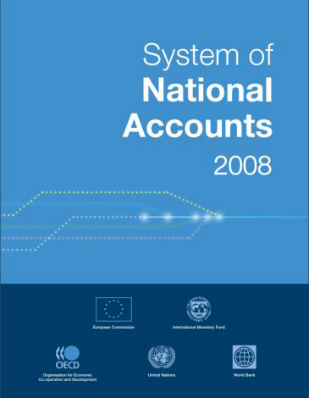 System of
National
Accounts
2008
European Commission
International Monetary Fund
OECD
Organisation for Economic
Co-operation and Development
United Nations
World Bank